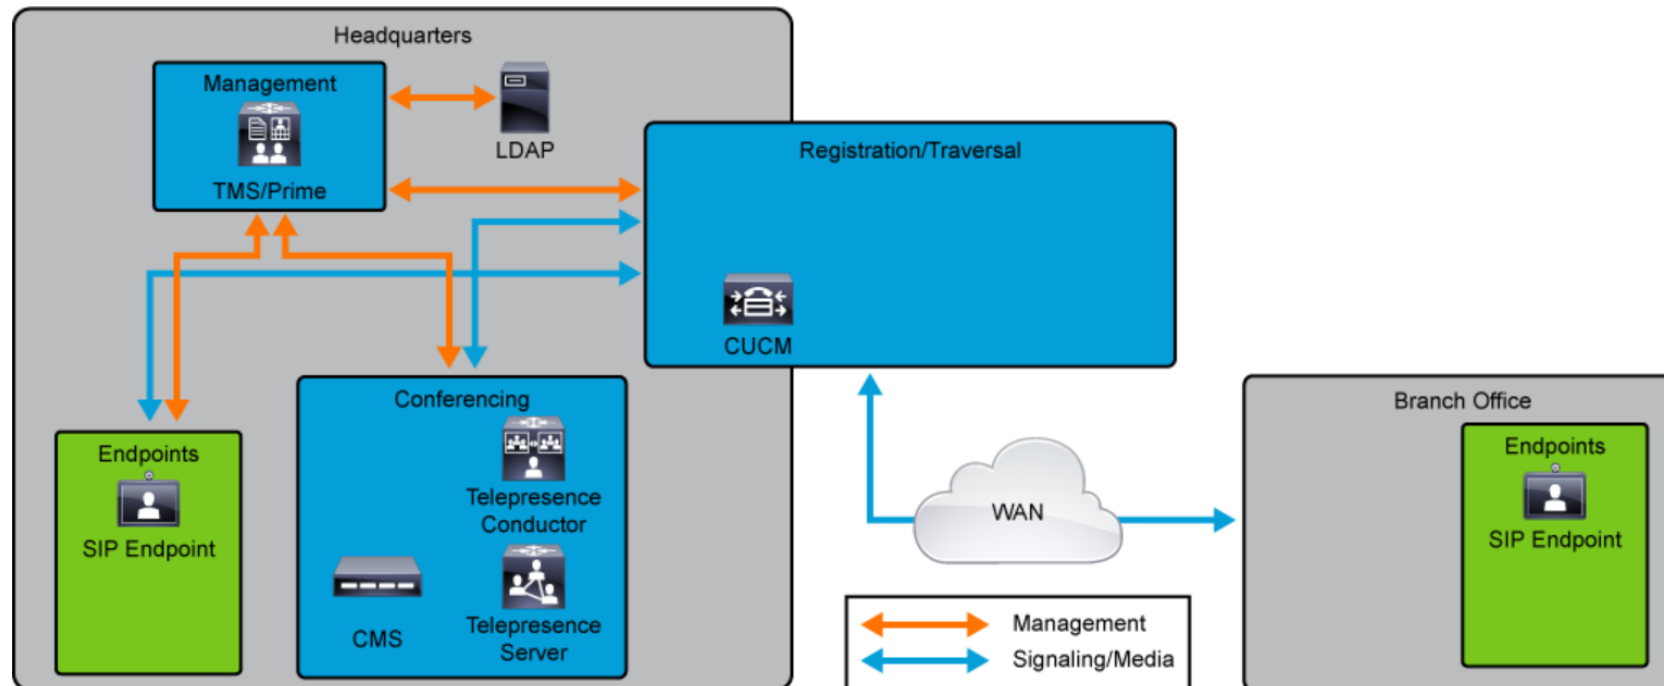 Headquarters
Management
TMS/Prime
LDAP
Registration/Traversal
CUCM
Conferencing
Telepresence
Conductor
CMS
Telepresence
Server
Endpoints
SIP Endpoint
WAN
Branch Office
Endpoints
SIP Endpoint
Management
Signaling/Media